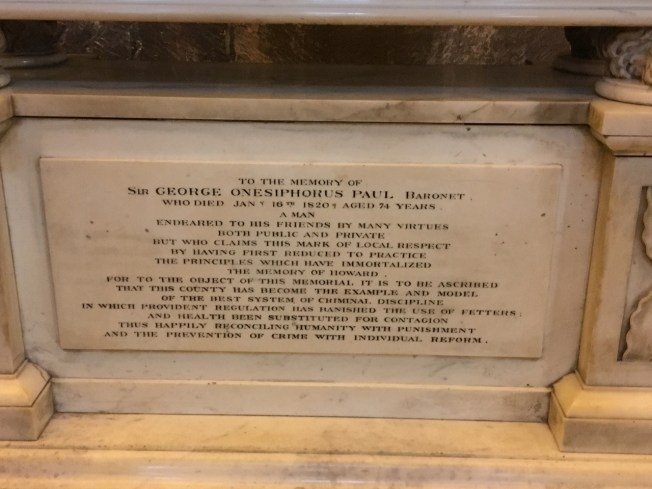 TO THE MEMORY OF
SIR GEORGE ONESIPHORUS PAUL BARONET
WHO DIED JANY 16TH 1820, AGED 74 YEARS.
A MAN
ENDEARED TO HIS FRIENDS BY MANY VIRTUES
BOTH PUBLIC AND PRIVATE
BUT WHO CLAIMS THIS MARK OF LOCAL RESPECT
BY HAVING FIRST REDUCED TO PRACTICE
THE PRINCIPLES WHICH HAVE IMMORTALIZED
THE MEMORY OF HOWARD.
FOR TO THE OBJECT OF THIS MEMORIAL IT IS TO BE ASCRIBED
THAT THIS COUNTY HAS BECOME THE EXAMPLE AND MODEL
OF THE BEST SYSTEM OF CRIMINAL DISCIPLINE
IN WHICH PROVIDENT REGULATION HAS BANISHED THE USE OF FETTERS;
AND HEALTH BEEN SUBSTITUTED FOR CONTAGION
THUS HAPPILY RECONCILING HUMANITY WITH PUNISHMENT
AND THE PREVENTION OF CRIME WITH INDIVIDUAL REFORM.